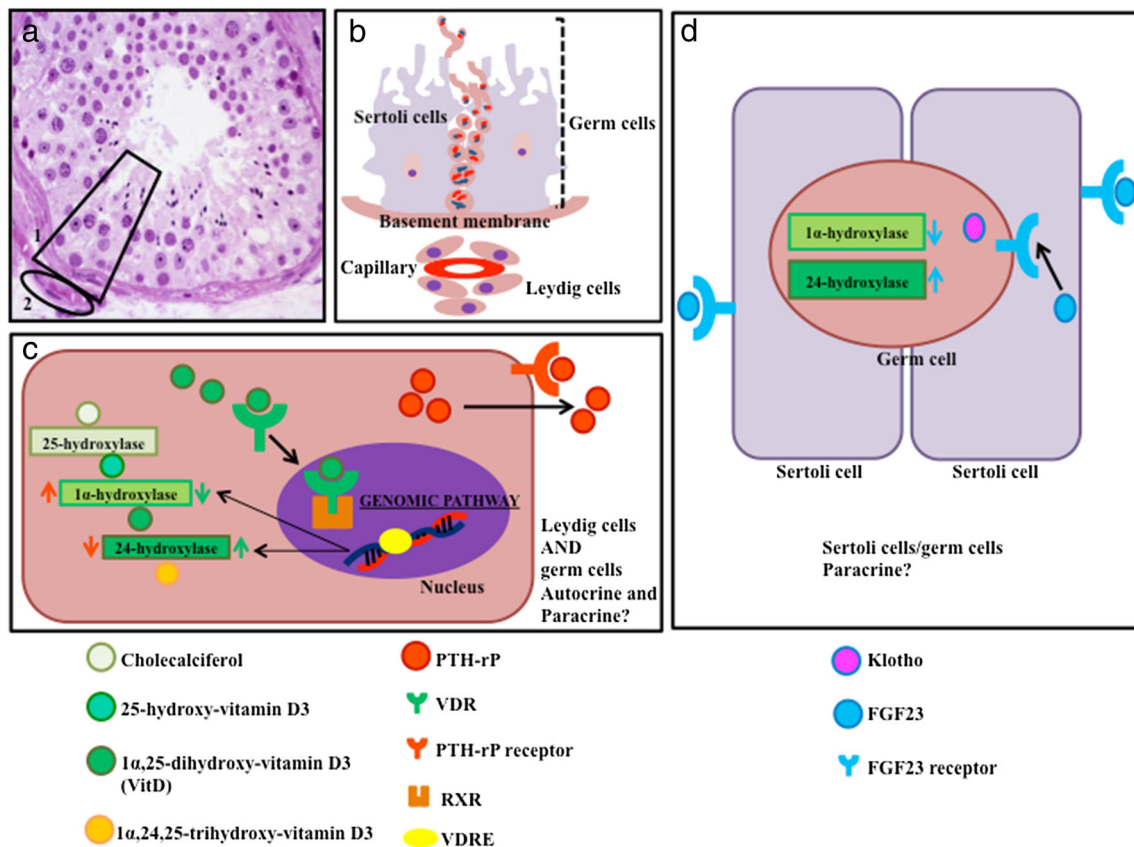 a
1
2
b
Sertoli cells
Germ cells
Basement membrane
Capillary
Leydig cells
c
25-hydroxylase
1α-hydroxylase
24-hydroxylase
GENOMIC PATHWAY
Nucleus
Leydig cells
AND
germ cells
Autocrine and
Paracrine?
d
1α-hydroxylase
24-hydroxylase
Germ cell
Sertoli cell
Sertoli cell
Sertoli cells/germ cells
Paracrine?
Cholecalciferol
25-hydroxy-vitamin D3
1α,25-dihydroxy-vitamin D3
(VitD)
1α,24,25-trihydroxy-vitamin D3
PTH-rP
VDR
PTH-rP receptor
RXR
VDRE
Klotho
FGF23
FGF23 receptor